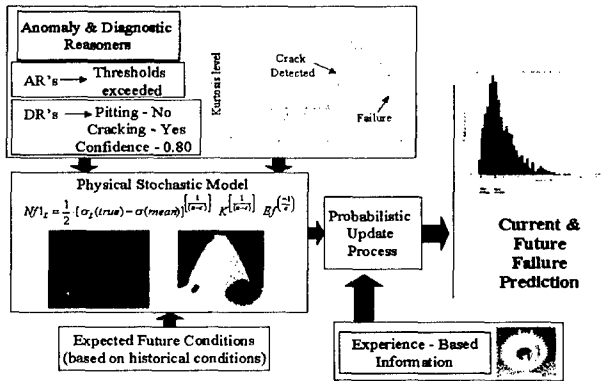 Anomaly & Diagnostic
Reasoners
AR's
Thresholds
exceeded
DR's
Pitting - No
Cracking - Yes
Confidence - 0.80
Kurtosis level
Crack
Detected
Failure
Physical Stochastic Model
Expected Future Conditions
(based on historical conditions)
Probabilistic
Update
Process
Experience - Based
Information
Current &
Future
Failure
Prediction